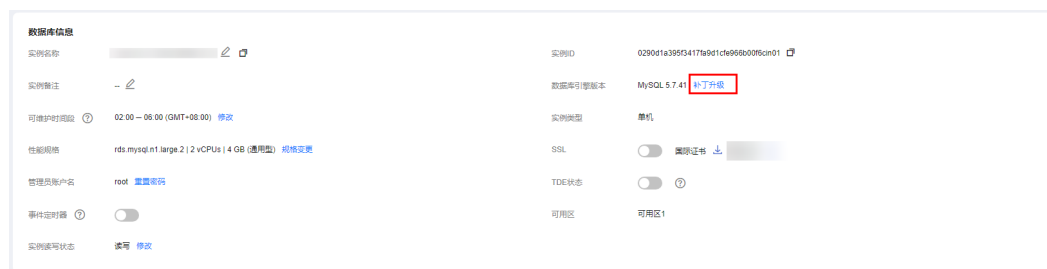 数据库信息
实例名称
实例ID 0290d1a395f3417fa9d1cfe966b00f6cin01
实例备注 --
数据库引擎版本 MySQL 5.7.41 补丁升级
可维护时间段 02:00 – 06:00 (GMT+08:00) 修改
实例类型 单机
性能规格 rds.mysql.n1.large.2 | 2 vCPUs | 4 GB (通用型) 规格变更
SSL 国际证书
管理员账户名 root 重置密码
TDE状态
事件定时器
可用区 可用区1
实例读写状态 读写 修改